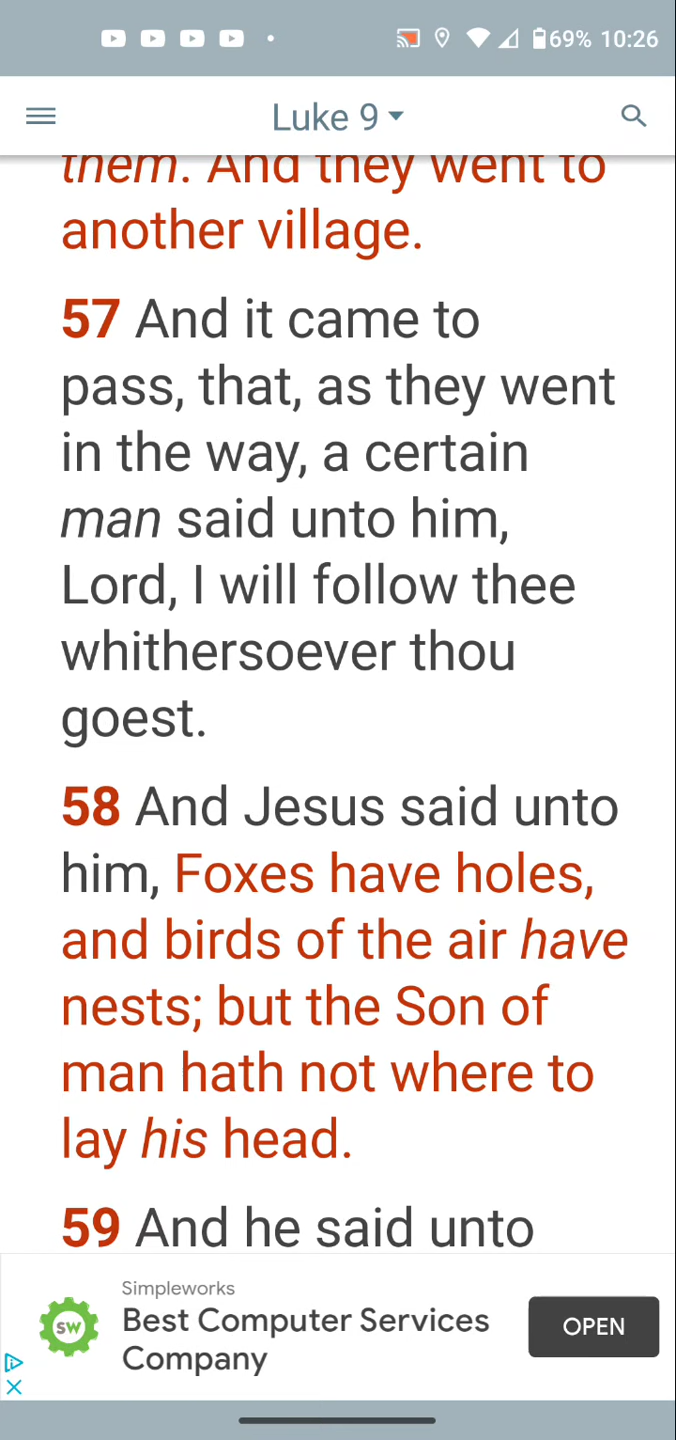 69% 10:26
Luke 9
them. And they went to
another village.
57 And it came to
pass, that, as they went
in the way, a certain
man said unto him,
Lord, I will follow thee
whithersoever thou
goest.
58 And Jesus said unto
him, Foxes have holes,
and birds of the air have
nests; but the Son of
man hath not where to
lay his head.
59 And he said unto
Simpleworks
Best Computer Services
Company
SW
OPEN